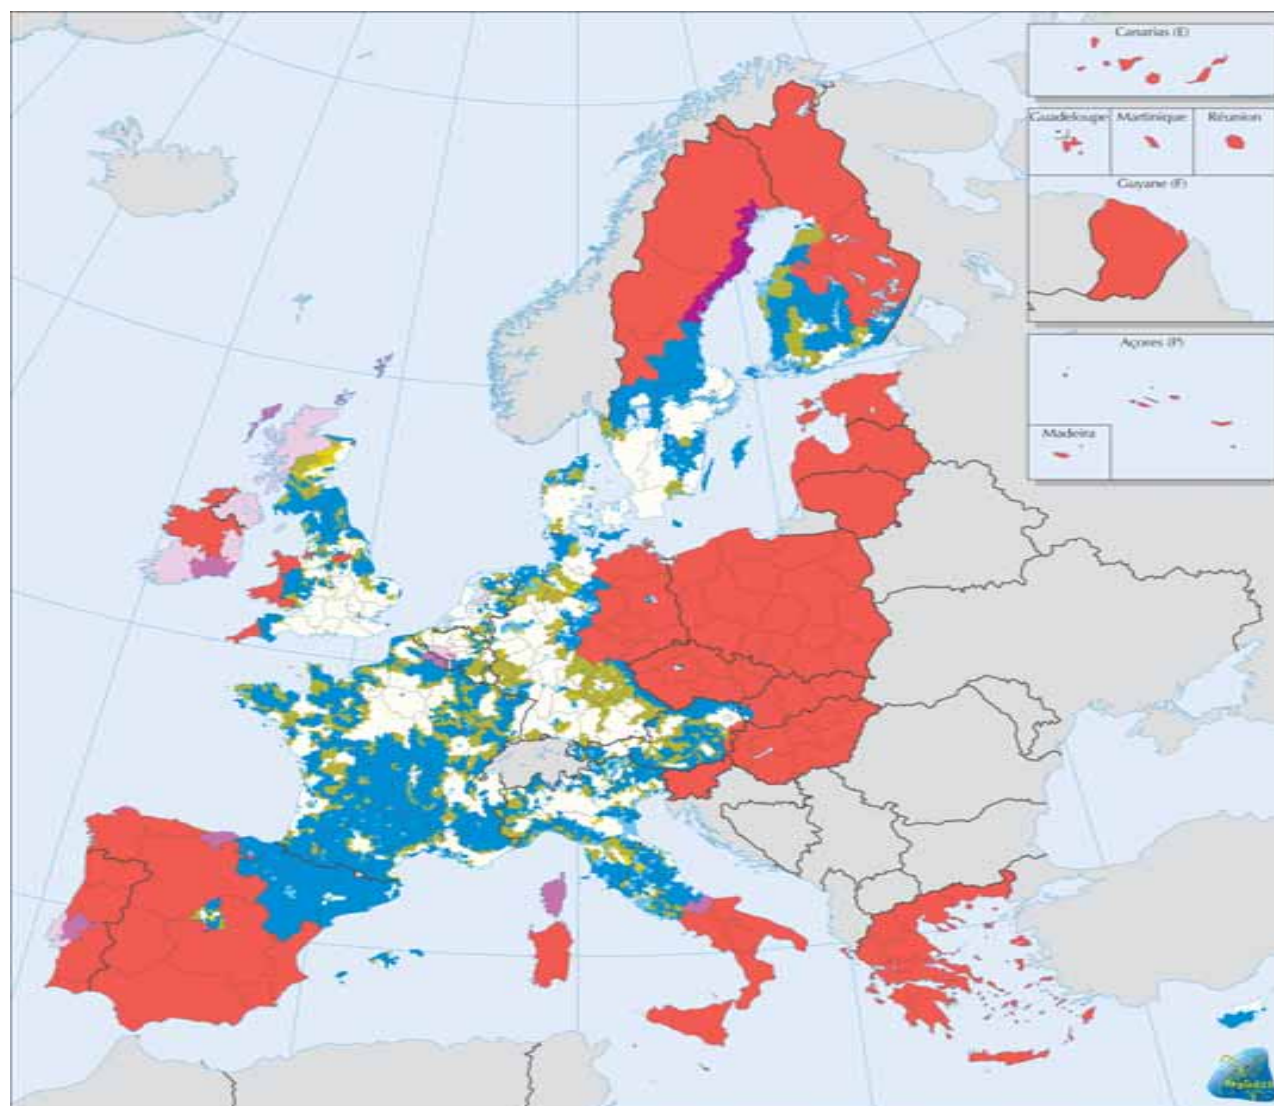 Canarias (E)
Guadeloupe
Martinique
Réunion
Guyane (F)
Açores (P)
Madeira